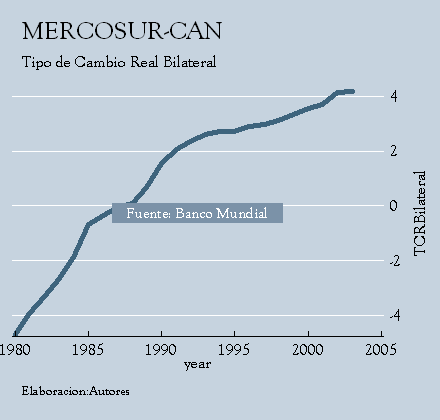 MERCOSUR-CAN
Tipo de Cambio Real Bilateral
4
2
0
-2
-4
TCRBilateral
Fuente: Banco Mundial
1980 1985 1990 1995 2000 2005
year
Elaboracion:Autores